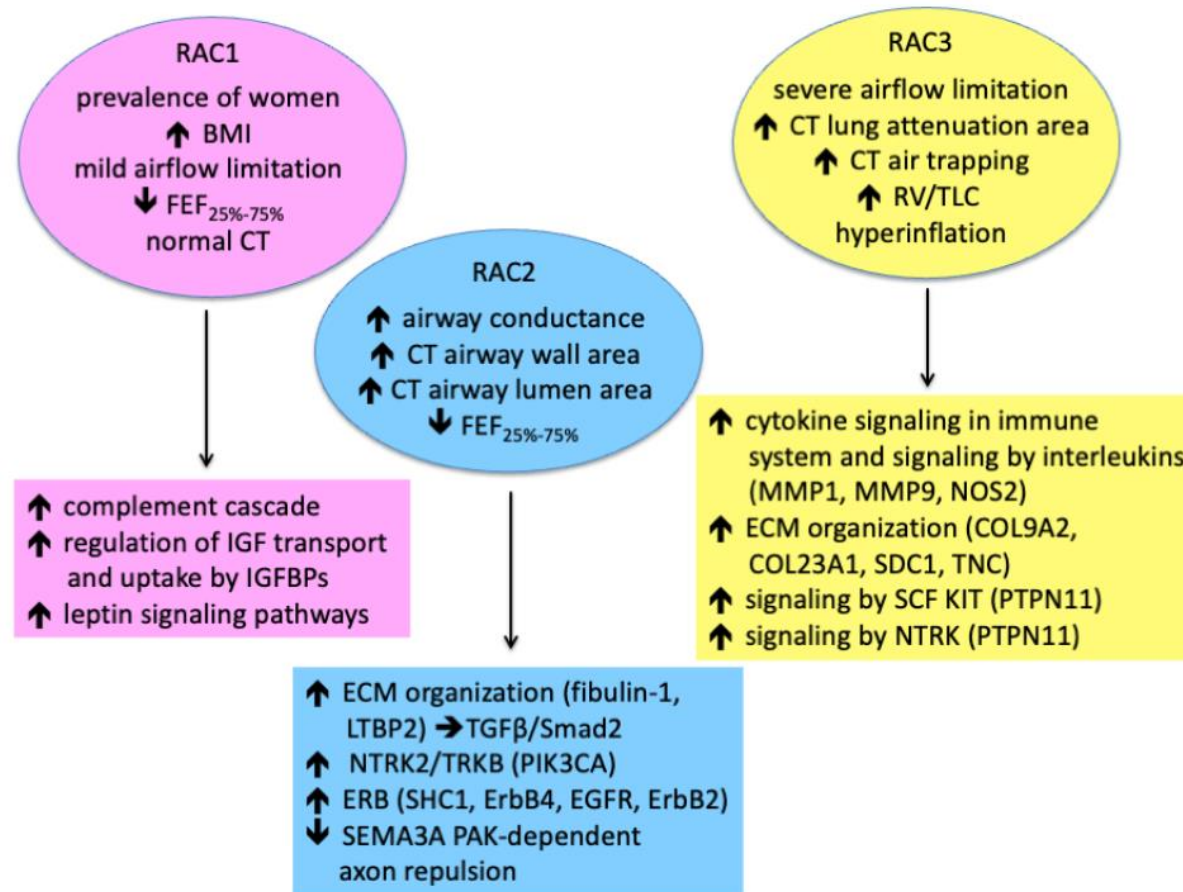 RAC1
prevalence of women
↑ BMI
mild airflow limitation
↓ FEF25%-75%
normal CT
RAC2
↑ airway conductance
↑ CT airway wall area
↑ CT airway lumen area
↓ FEF25%-75%
RAC3
severe airflow limitation
↑ CT lung attenuation area
↑ CT air trapping
↑ RV/TLC
hyperinflation
↑ complement cascade
↑ regulation of IGF transport
and uptake by IGFBPs
↑ leptin signaling pathways
↑ ECM organization (fibulin-1,
LTBP2) → TGFβ/Smad2
↑ NTRK2/TRKB (PIK3CA)
↑ ERB (SHC1, ErbB4, EGFR, ErbB2)
↓ SEMA3A PAK-dependent
axon repulsion
↑ cytokine signaling in immune
system and signaling by interleukins
(MMP1, MMP9, NOS2)
↑ ECM organization (COL9A2,
COL23A1, SDC1, TNC)
↑ signaling by SCF KIT (PTPN11)
↑ signaling by NTRK (PTPN11)